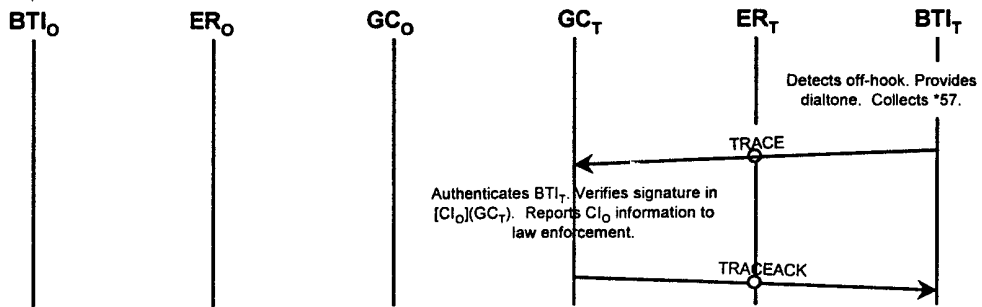 BTIO ERO GCO GCT ERT BTIT
Detects off-hook. Provides
dialtone. Collects *57.
TRACE
Authenticates BTIT. Verifies signature in
[CIO](GCT). Reports CIO information to
law enforcement.
TRACEACK